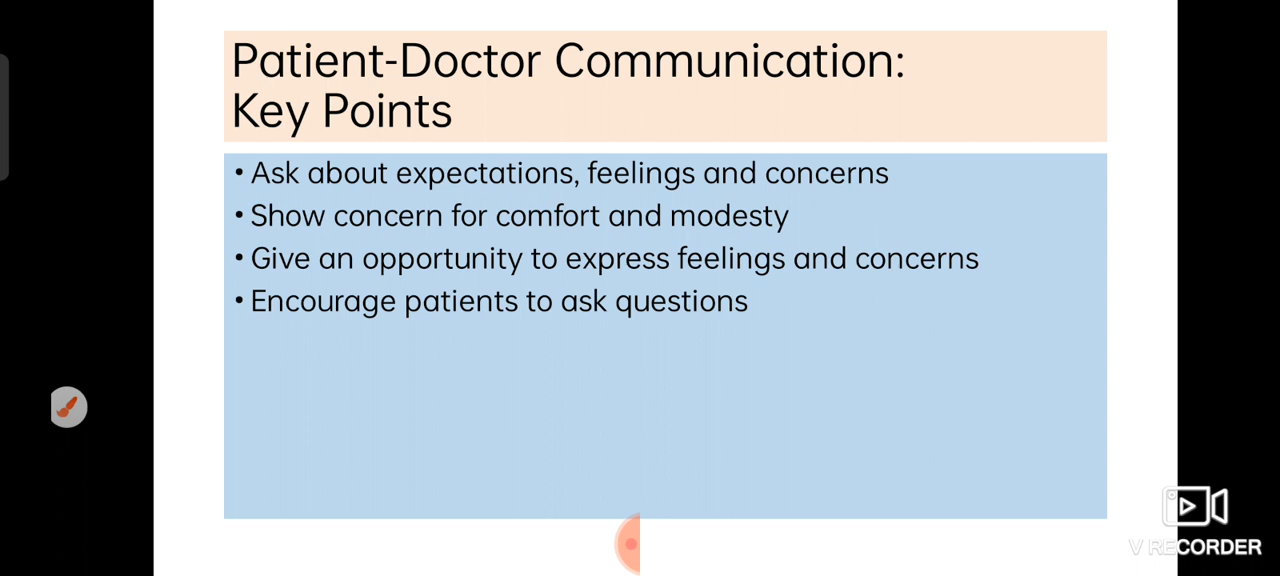 Patient-Doctor Communication:
Key Points
• Ask about expectations, feelings and concerns
• Show concern for comfort and modesty
• Give an opportunity to express feelings and concerns
• Encourage patients to ask questions
V RECORDER